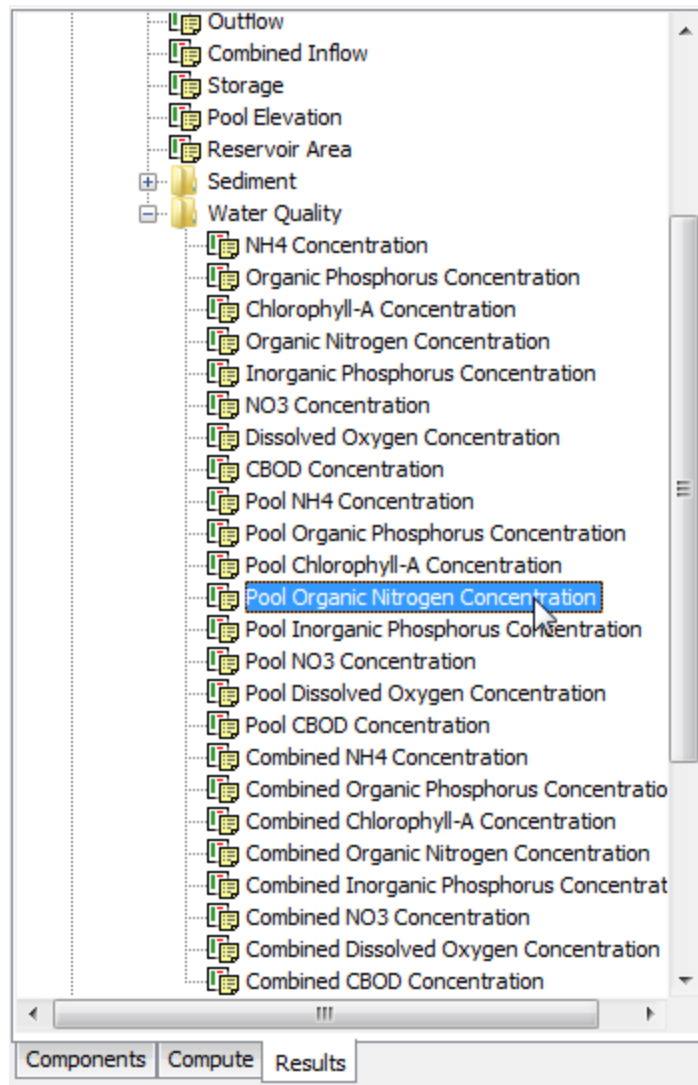 Outflow
Combined Inflow
Storage
Pool Elevation
Reservoir Area
Sediment
Water Quality
NH4 Concentration
Organic Phosphorus Concentration
Chlorophyll-A Concentration
Organic Nitrogen Concentration
Inorganic Phosphorus Concentration
NO3 Concentration
Dissolved Oxygen Concentration
CBOD Concentration
Pool NH4 Concentration
Pool Organic Phosphorus Concentration
Pool Chlorophyll-A Concentration
Pool Organic Nitrogen Concentration
Pool Inorganic Phosphorus Concentration
Pool NO3 Concentration
Pool Dissolved Oxygen Concentration
Pool CBOD Concentration
Combined NH4 Concentration
Combined Organic Phosphorus Concentratio
Combined Chlorophyll-A Concentration
Combined Organic Nitrogen Concentration
Combined Inorganic Phosphorus Concentrat
Combined NO3 Concentration
Combined Dissolved Oxygen Concentration
Combined CBOD Concentration
Components Compute Results